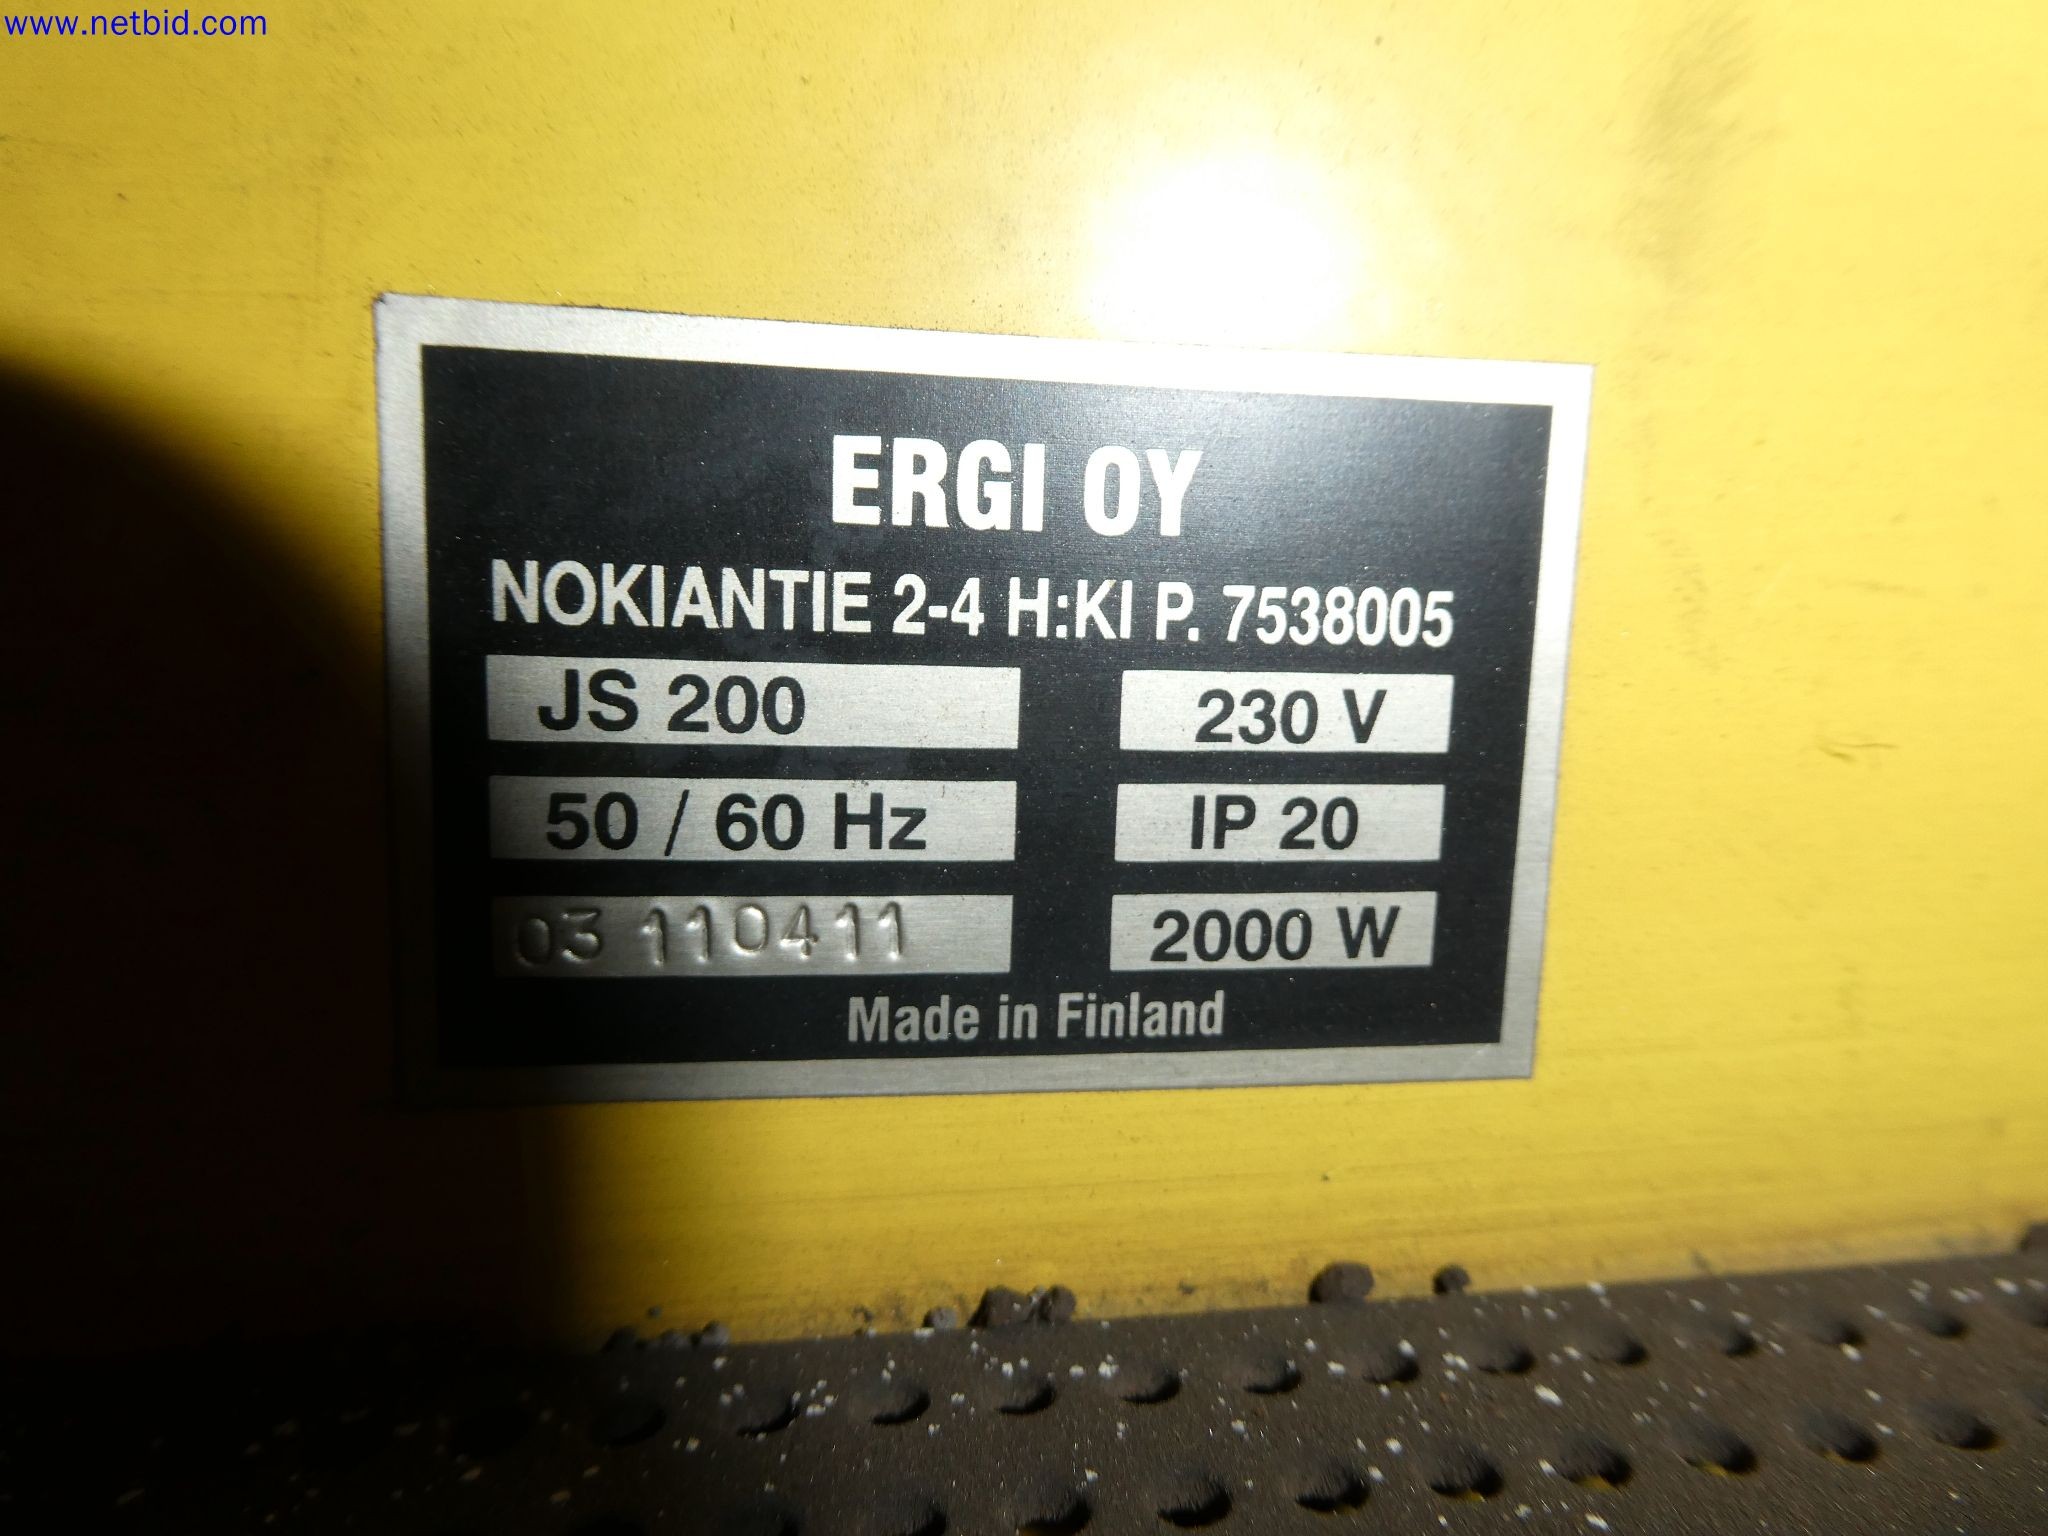 www.netbid.com
ERGI OY
NOKIANTIE 2-4 H:KI P. 7538005
JS 200 230 V
50 / 60 Hz IP 20
03 110411 2000 W
Made in Finland